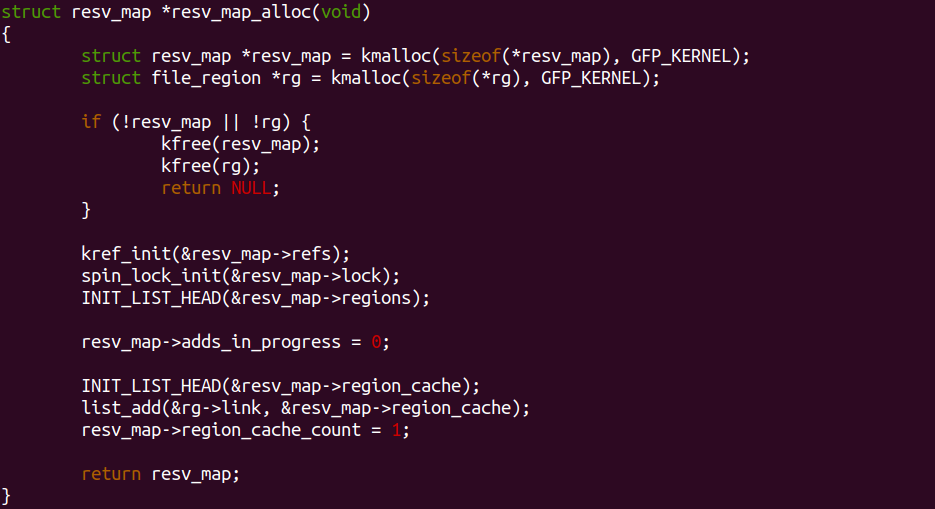 struct resv_map *resv_map_alloc(void)
{
        struct resv_map *resv_map = kmalloc(sizeof(*resv_map), GFP_KERNEL);
        struct file_region *rg = kmalloc(sizeof(*rg), GFP_KERNEL);

        if (!resv_map || !rg) {
                kfree(resv_map);
                kfree(rg);
                return NULL;
        }

        kref_init(&resv_map->refs);
        spin_lock_init(&resv_map->lock);
        INIT_LIST_HEAD(&resv_map->regions);

        resv_map->adds_in_progress = 0;

        INIT_LIST_HEAD(&resv_map->region_cache);
        list_add(&rg->link, &resv_map->region_cache);
        resv_map->region_cache_count = 1;

        return resv_map;
}